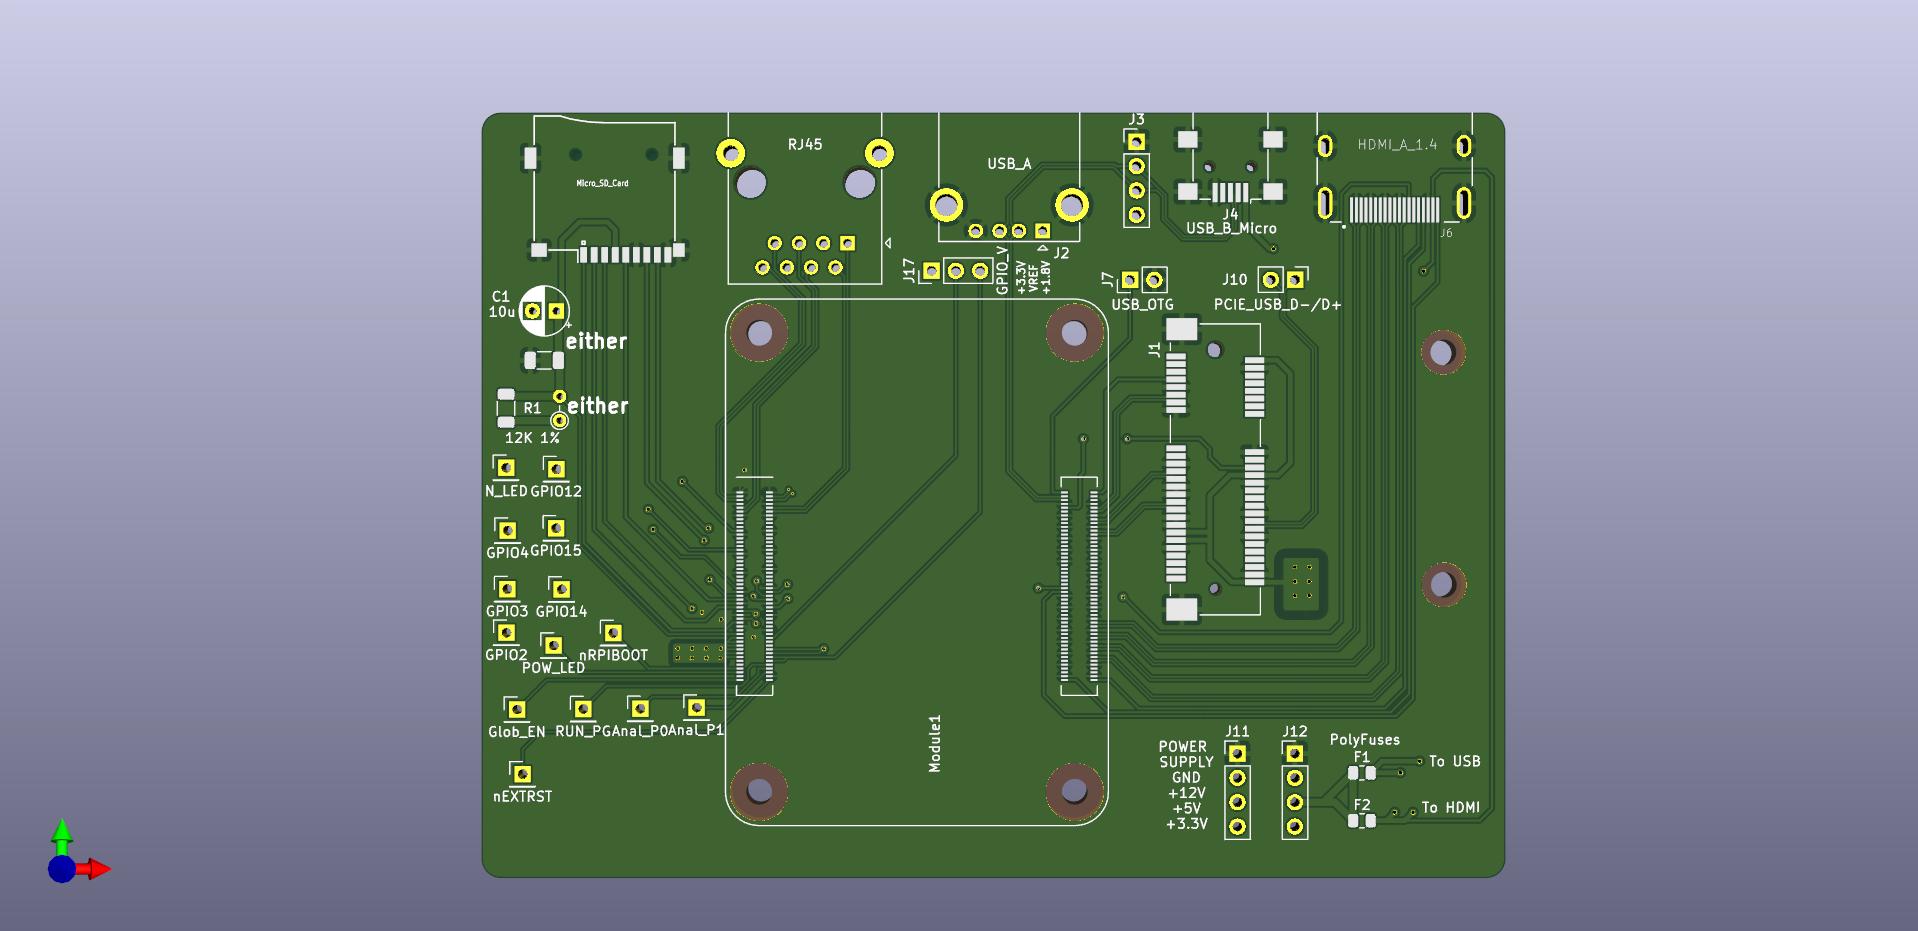 J3
RJ45
HDMI_A_1.4
USB_A
Micro_SD_Card
J4
USB_B_Micro
J6
J2
J17
GPIO_V
+3.3V
VREF
+1.8V
J7
USB_OTG
J10
PCIE_USB_D-/D+
C1
10u
+
either
J1
R1
either
12K 1%
N_LED
GPIO12
GPIO4
GPIO15
GPIO3
GPIO14
GPIO2
POW_LED
nRPIBOOT
Glob_EN
RUN_PG
Anal_P0
Anal_P1
nEXTRST
Module1
J11
J12
POWER
SUPPLY
GND
+12V
+5V
+3.3V
PolyFuses
F1
To USB
F2
To HDMI